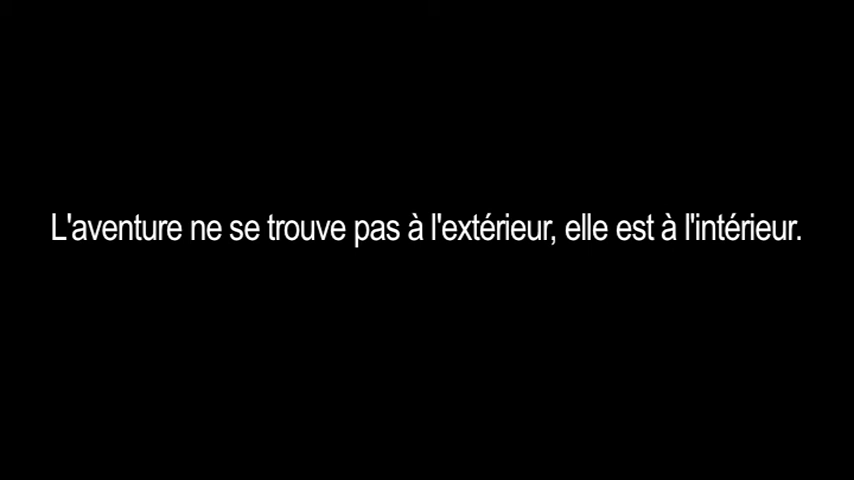 L'aventure ne se trouve pas à l'extérieur, elle est à l'intérieur.